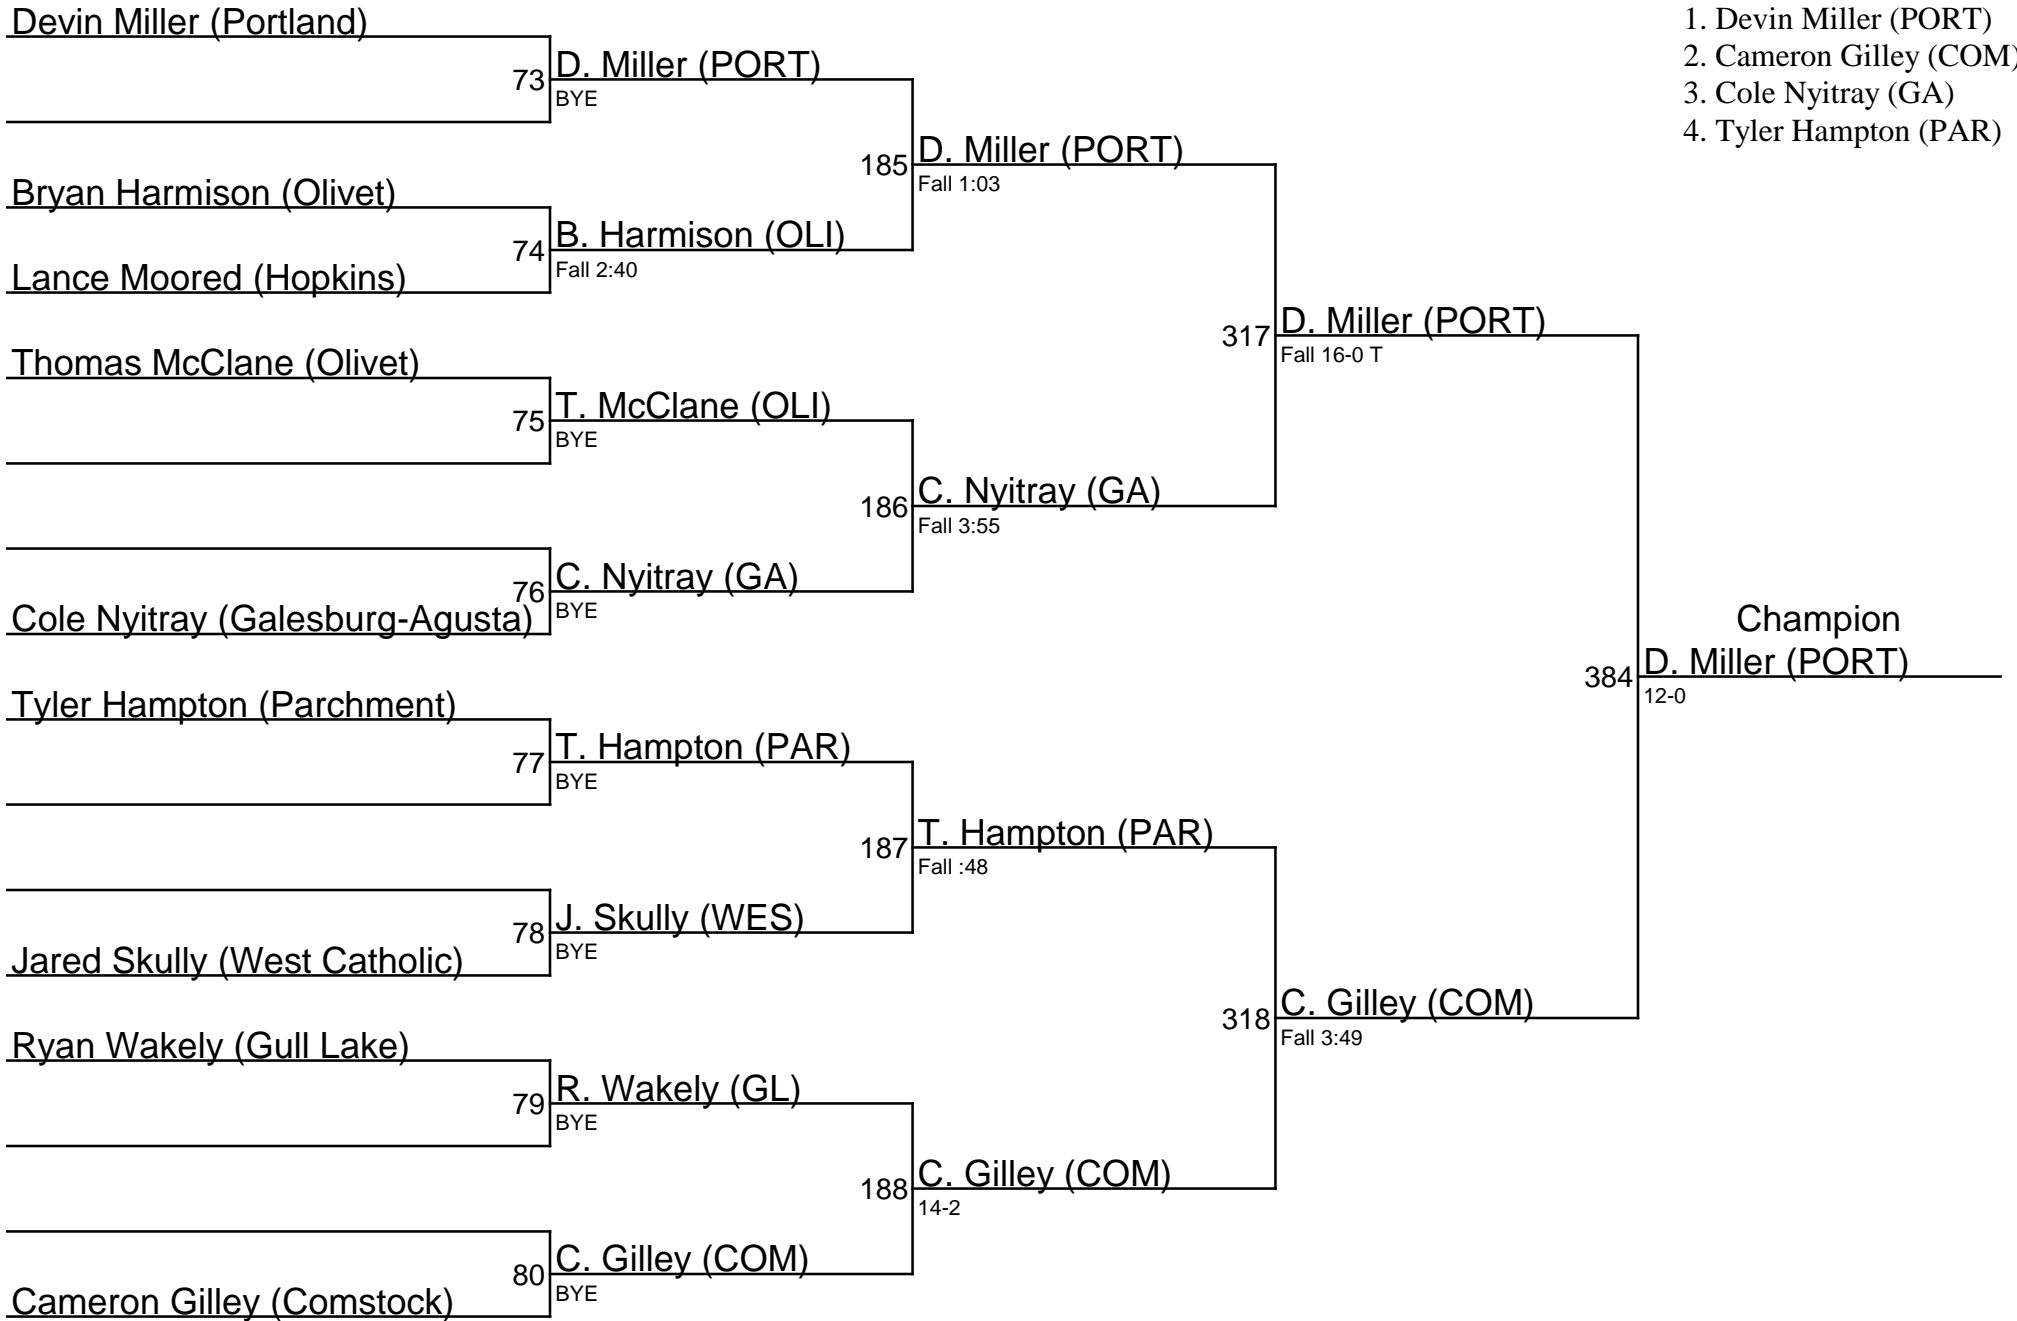 Devin Miller (Portland)
73
D. Miller (PORT)
BYE
Bryan Harmison (Olivet)
Lance Moored (Hopkins)
74
B. Harmison (OLI)
Fall 2:40
185
D. Miller (PORT)
Fall 1:03
Thomas McClane (Olivet)
75
T. McClane (OLI)
BYE
76
C. Nyitray (GA)
BYE
Cole Nyitray (Galesburg-Agusta)
186
C. Nyitray (GA)
Fall 3:55
317
D. Miller (PORT)
Fall 16-0 T
Tyler Hampton (Parchment)
77
T. Hampton (PAR)
BYE
78
J. Skully (WES)
BYE
Jared Skully (West Catholic)
187
T. Hampton (PAR)
Fall :48
Ryan Wakely (Gull Lake)
79
R. Wakely (GL)
BYE
80
C. Gilley (COM)
BYE
Cameron Gilley (Comstock)
188
C. Gilley (COM)
14-2
318
C. Gilley (COM)
Fall 3:49
Champion
384
D. Miller (PORT)
12-0
1. Devin Miller (PORT)
2. Cameron Gilley (COM)
3. Cole Nyitray (GA)
4. Tyler Hampton (PAR)